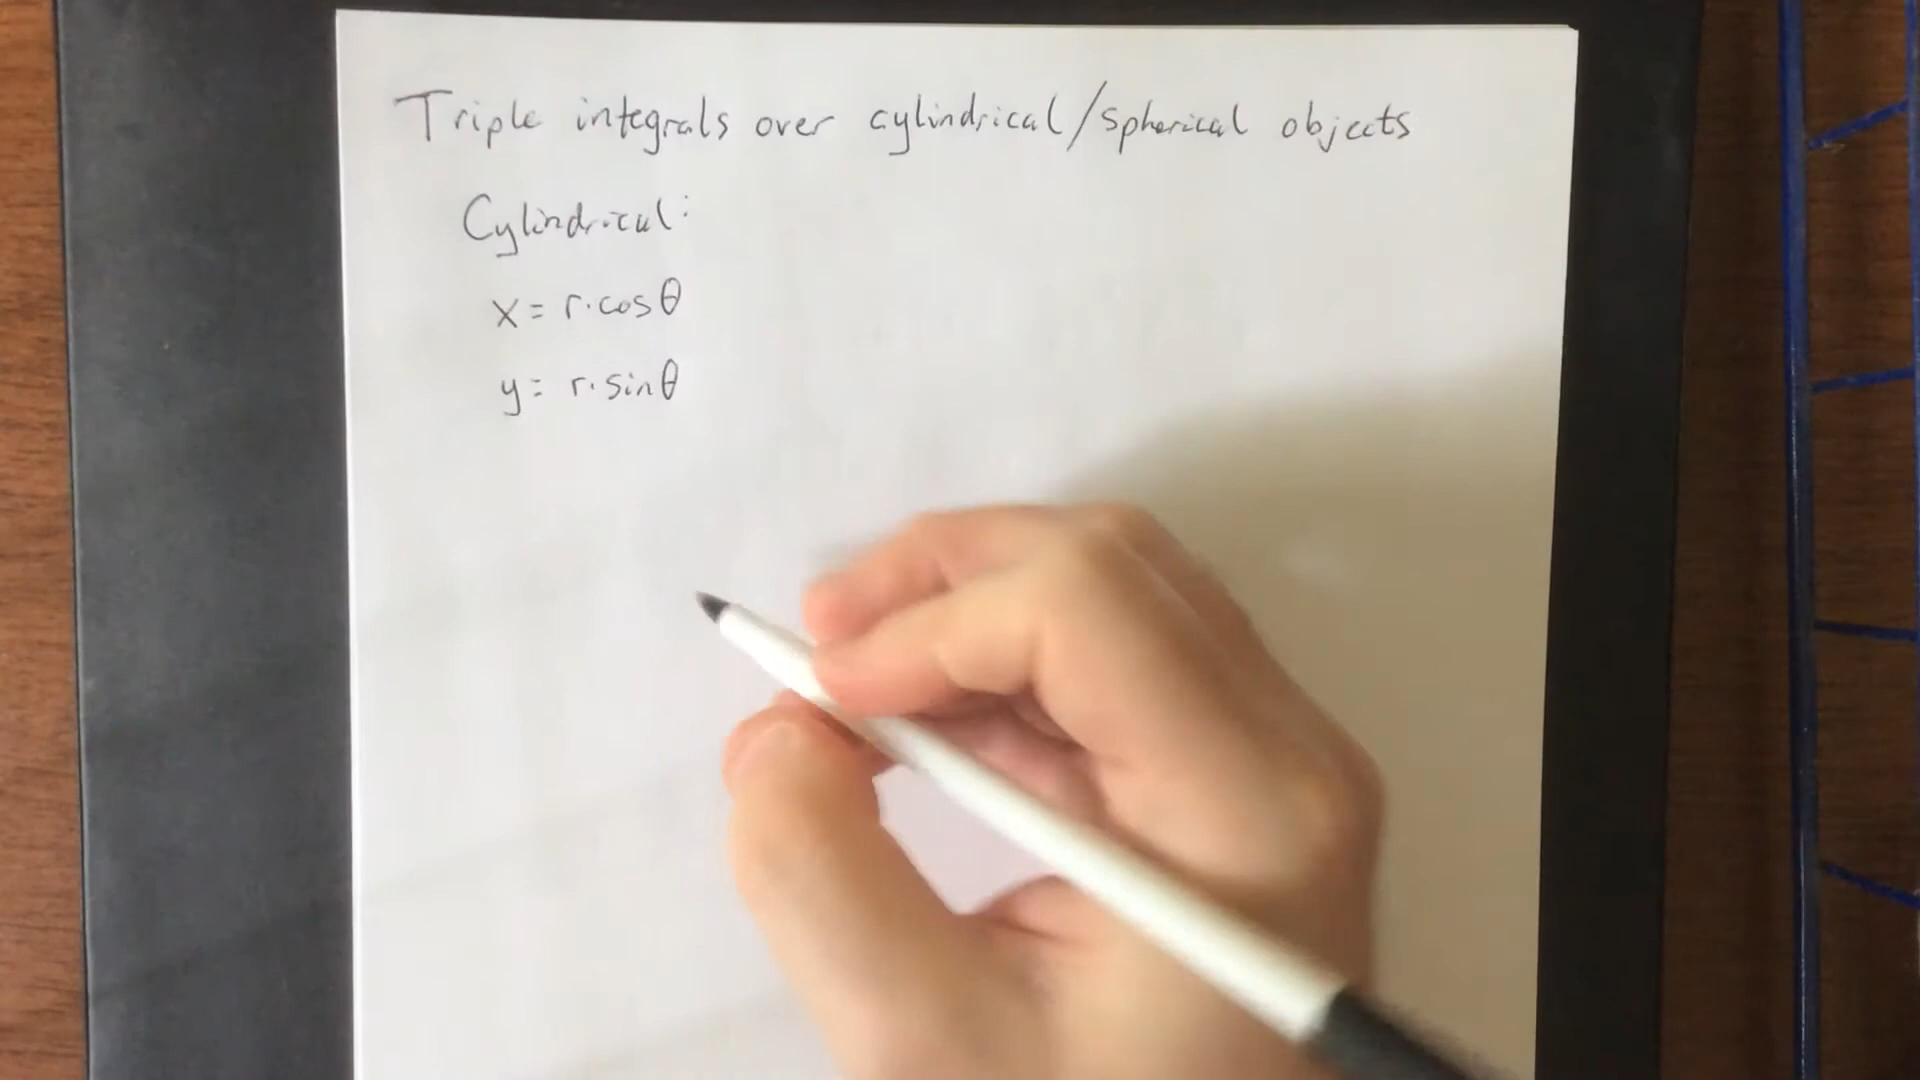 Triple integrals over cylindrical/spherical objects
Cylindrical:
x = r·cosθ
y = r·sinθ